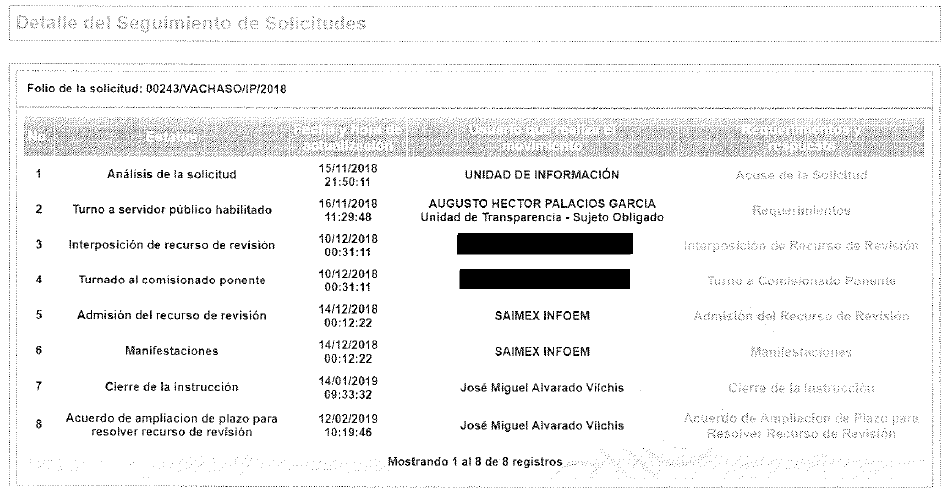 Detalle del Seguimiento de Solicitudes
Folio de la solicitud: 00243/VACHASO/IP/2018
No. Estatus Fecha y hora de actualización Usuario que realizó el movimiento Requerimientos y respuesta
1 Análisis de la solicitud 15/11/2018 21:50:11 UNIDAD DE INFORMACIÓN Acuse de la Solicitud
2 Turno a servidor público habilitado 16/11/2018 11:29:48 AUGUSTO HECTOR PALACIOS GARCIA Unidad de Transparencia - Sujeto Obligado Requerimientos
3 Interposición de recurso de revisión 10/12/2018 00:31:11 Interposición de Recurso de Revisión
4 Turnado al comisionado ponente 10/12/2018 00:31:11 Turno a Comisionado Ponente
5 Admisión del recurso de revisión 14/12/2018 00:12:22 SAIMEX INFOEM Admisión del Recurso de Revisión
6 Manifestaciones 14/12/2018 00:12:22 SAIMEX INFOEM Manifestaciones
7 Cierre de la instrucción 14/01/2019 09:33:32 José Miguel Alvarado Vilchis Cierre de la Instrucción
8 Acuerdo de ampliacion de plazo para resolver recurso de revisión 12/02/2019 10:19:46 José Miguel Alvarado Vilchis Acuerdo de Ampliacion de Plazo para Resolver Recurso de Revisión
Mostrando 1 al 8 de 8 registros